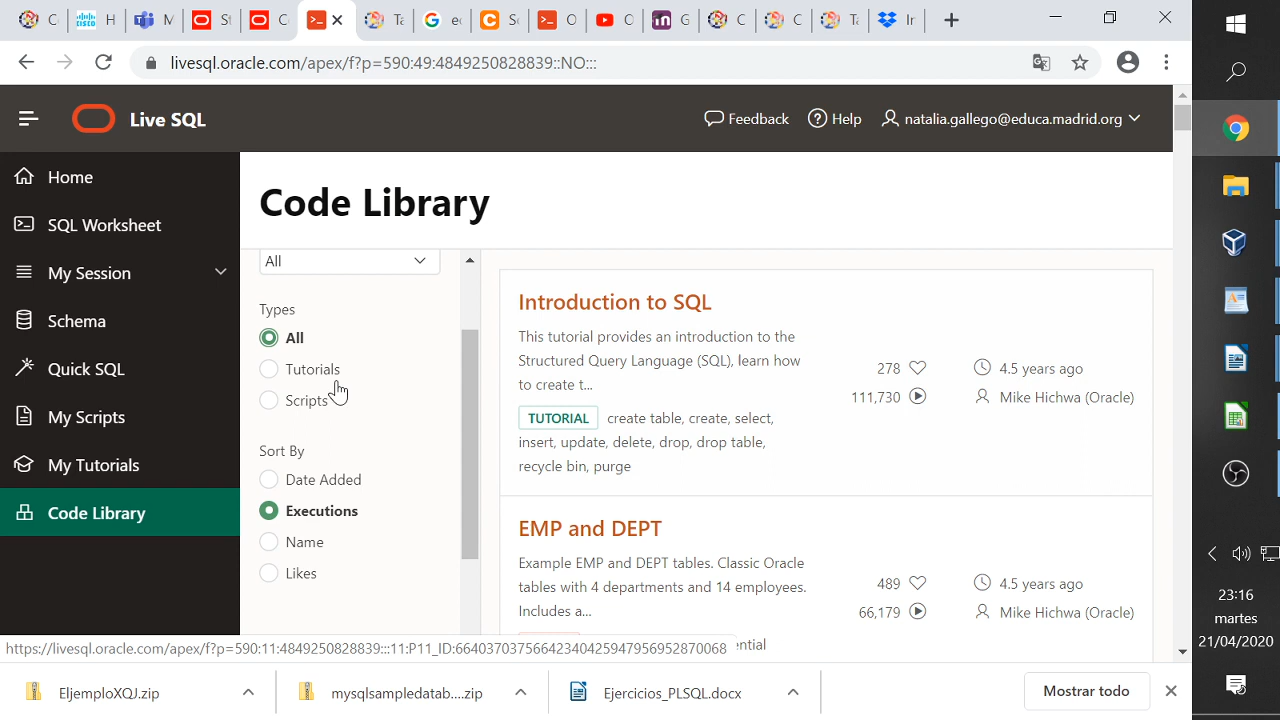 C
H
M
St
C
Ta
ec
Sc
O
O
G
C
C
Ta
In
livesql.oracle.com/apex/f?p=590:49:4849250828839::NO:::
Live SQL
Feedback
Help
natalia.gallego@educa.madrid.org
Home
SQL Worksheet
My Session
Schema
Quick SQL
My Scripts
My Tutorials
Code Library
Code Library
All
Types
All
Tutorials
Scripts
Sort By
Date Added
Executions
Name
Likes
Introduction to SQL
This tutorial provides an introduction to the
Structured Query Language (SQL), learn how
to create t...
TUTORIAL create table, create, select,
insert, update, delete, drop, drop table,
recycle bin, purge
278
111,730
4.5 years ago
Mike Hichwa (Oracle)
EMP and DEPT
Example EMP and DEPT tables. Classic Oracle
tables with 4 departments and 14 employees.
Includes a...
489
66,179
4.5 years ago
Mike Hichwa (Oracle)
https://livesql.oracle.com/apex/f?p=590:11:4849250828839:::11:P11_ID:66403703756642340425947956952870068
EljemploXQJ.zip
mysqlsampledatab....zip
Ejercicios_PLSQL.docx
Mostrar todo
23:16
martes
21/04/2020